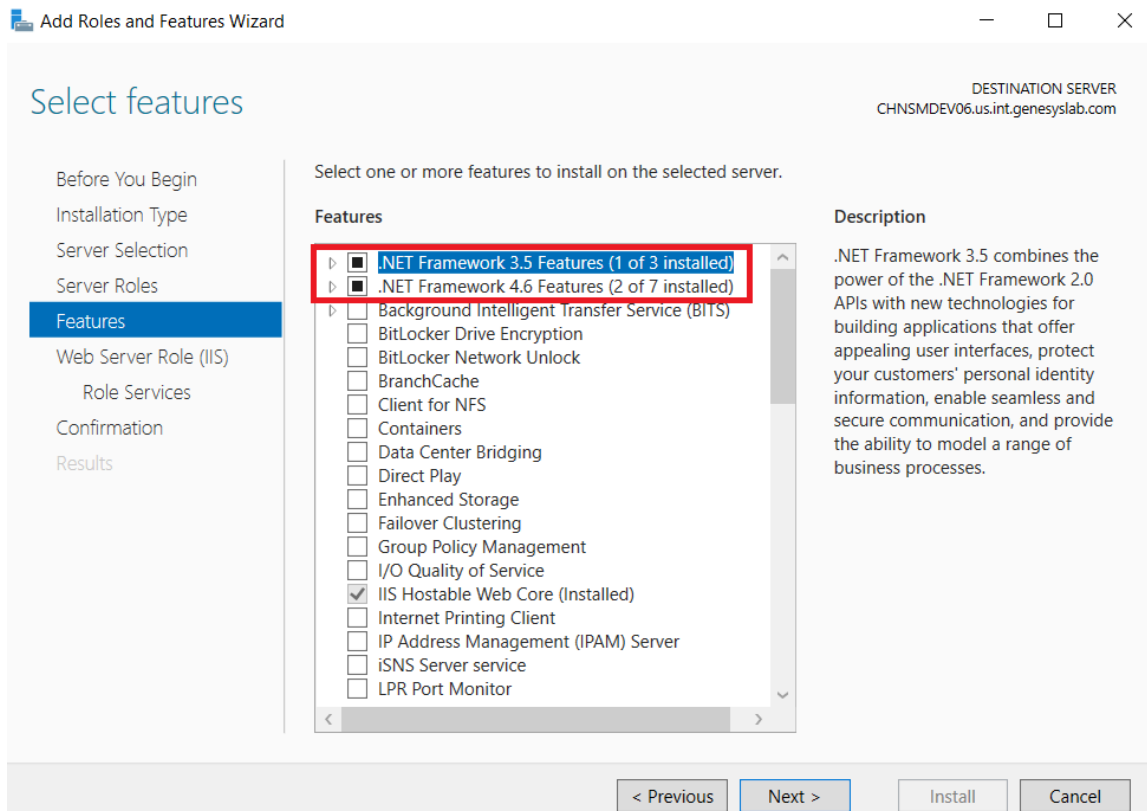 Add Roles and Features Wizard
Select features
DESTINATION SERVER
CHNSMDEV06.us.int.genesyslab.com
Before You Begin
Installation Type
Server Selection
Server Roles
Features
Web Server Role (IIS)
Role Services
Confirmation
Results
Select one or more features to install on the selected server.
Features
.NET Framework 3.5 Features (1 of 3 installed)
.NET Framework 4.6 Features (2 of 7 installed)
Background Intelligent Transfer Service (BITS)
BitLocker Drive Encryption
BitLocker Network Unlock
BranchCache
Client for NFS
Containers
Data Center Bridging
Direct Play
Enhanced Storage
Failover Clustering
Group Policy Management
I/O Quality of Service
IIS Hostable Web Core (Installed)
Internet Printing Client
IP Address Management (IPAM) Server
iSNS Server service
LPR Port Monitor
Description
.NET Framework 3.5 combines the
power of the .NET Framework 2.0
APIs with new technologies for
building applications that offer
appealing user interfaces, protect
your customers' personal identity
information, enable seamless and
secure communication, and provide
the ability to model a range of
business processes.
< Previous
Next >
Install
Cancel